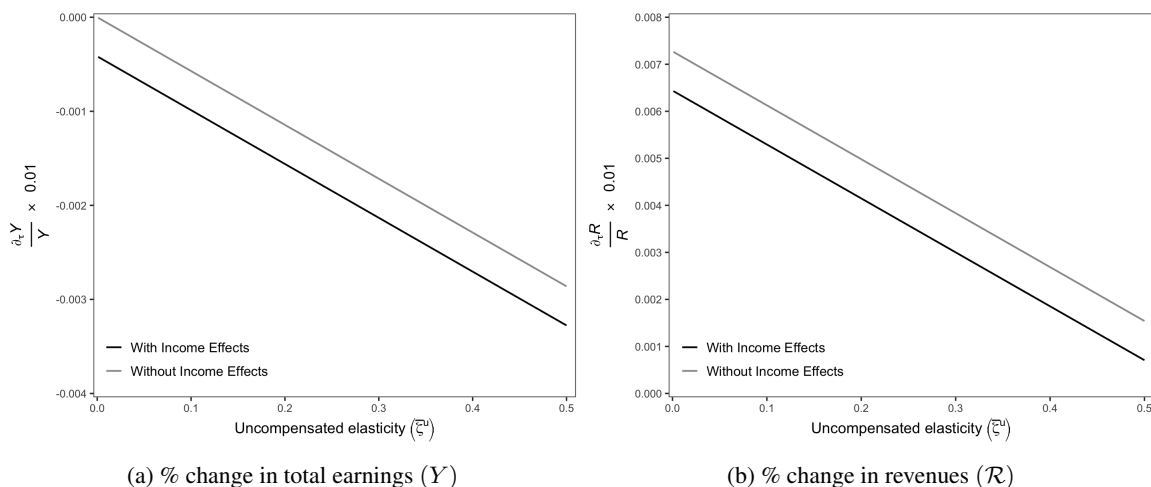 0.000
-0.001
-0.002
-0.003
-0.004
∂τY / Y × 0.01
With Income Effects
Without Income Effects
0.0 0.1 0.2 0.3 0.4 0.5
Uncompensated elasticity (ζ̅ᵘ)
(a) % change in total earnings (Y)
0.008
0.007
0.006
0.005
0.004
0.003
0.002
0.001
0.000
∂τR / R × 0.01
With Income Effects
Without Income Effects
0.0 0.1 0.2 0.3 0.4 0.5
Uncompensated elasticity (ζ̅ᵘ)
(b) % change in revenues (ℛ)